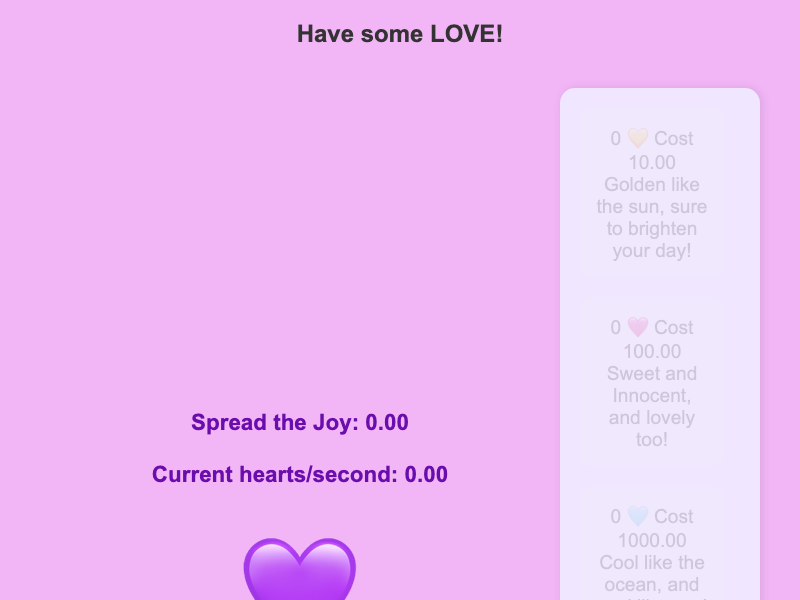 Have some LOVE!
0 💛 Cost
10.00
Golden like
the sun, sure
to brighten
your day!
0 💗 Cost
100.00
Sweet and
Innocent,
and lovely
too!
Spread the Joy: 0.00
Current hearts/second: 0.00
0 🩵 Cost
1000.00
Cool like the
ocean, and